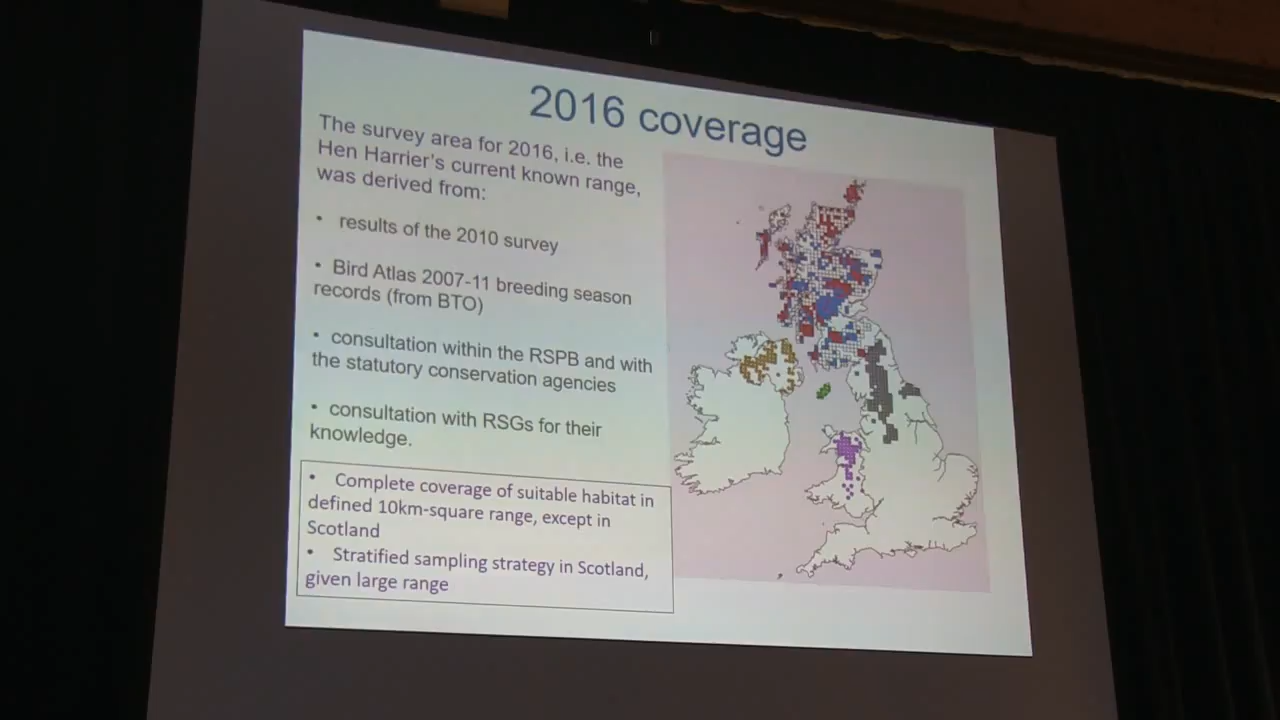 2016 coverage
The survey area for 2016, i.e. the
Hen Harrier's current known range,
was derived from:
• results of the 2010 survey
• Bird Atlas 2007-11 breeding season
records (from BTO)
• consultation within the RSPB and with
the statutory conservation agencies
• consultation with RSGs for their
knowledge.
• Complete coverage of suitable habitat in
defined 10km-square range, except in
Scotland
• Stratified sampling strategy in Scotland,
given large range